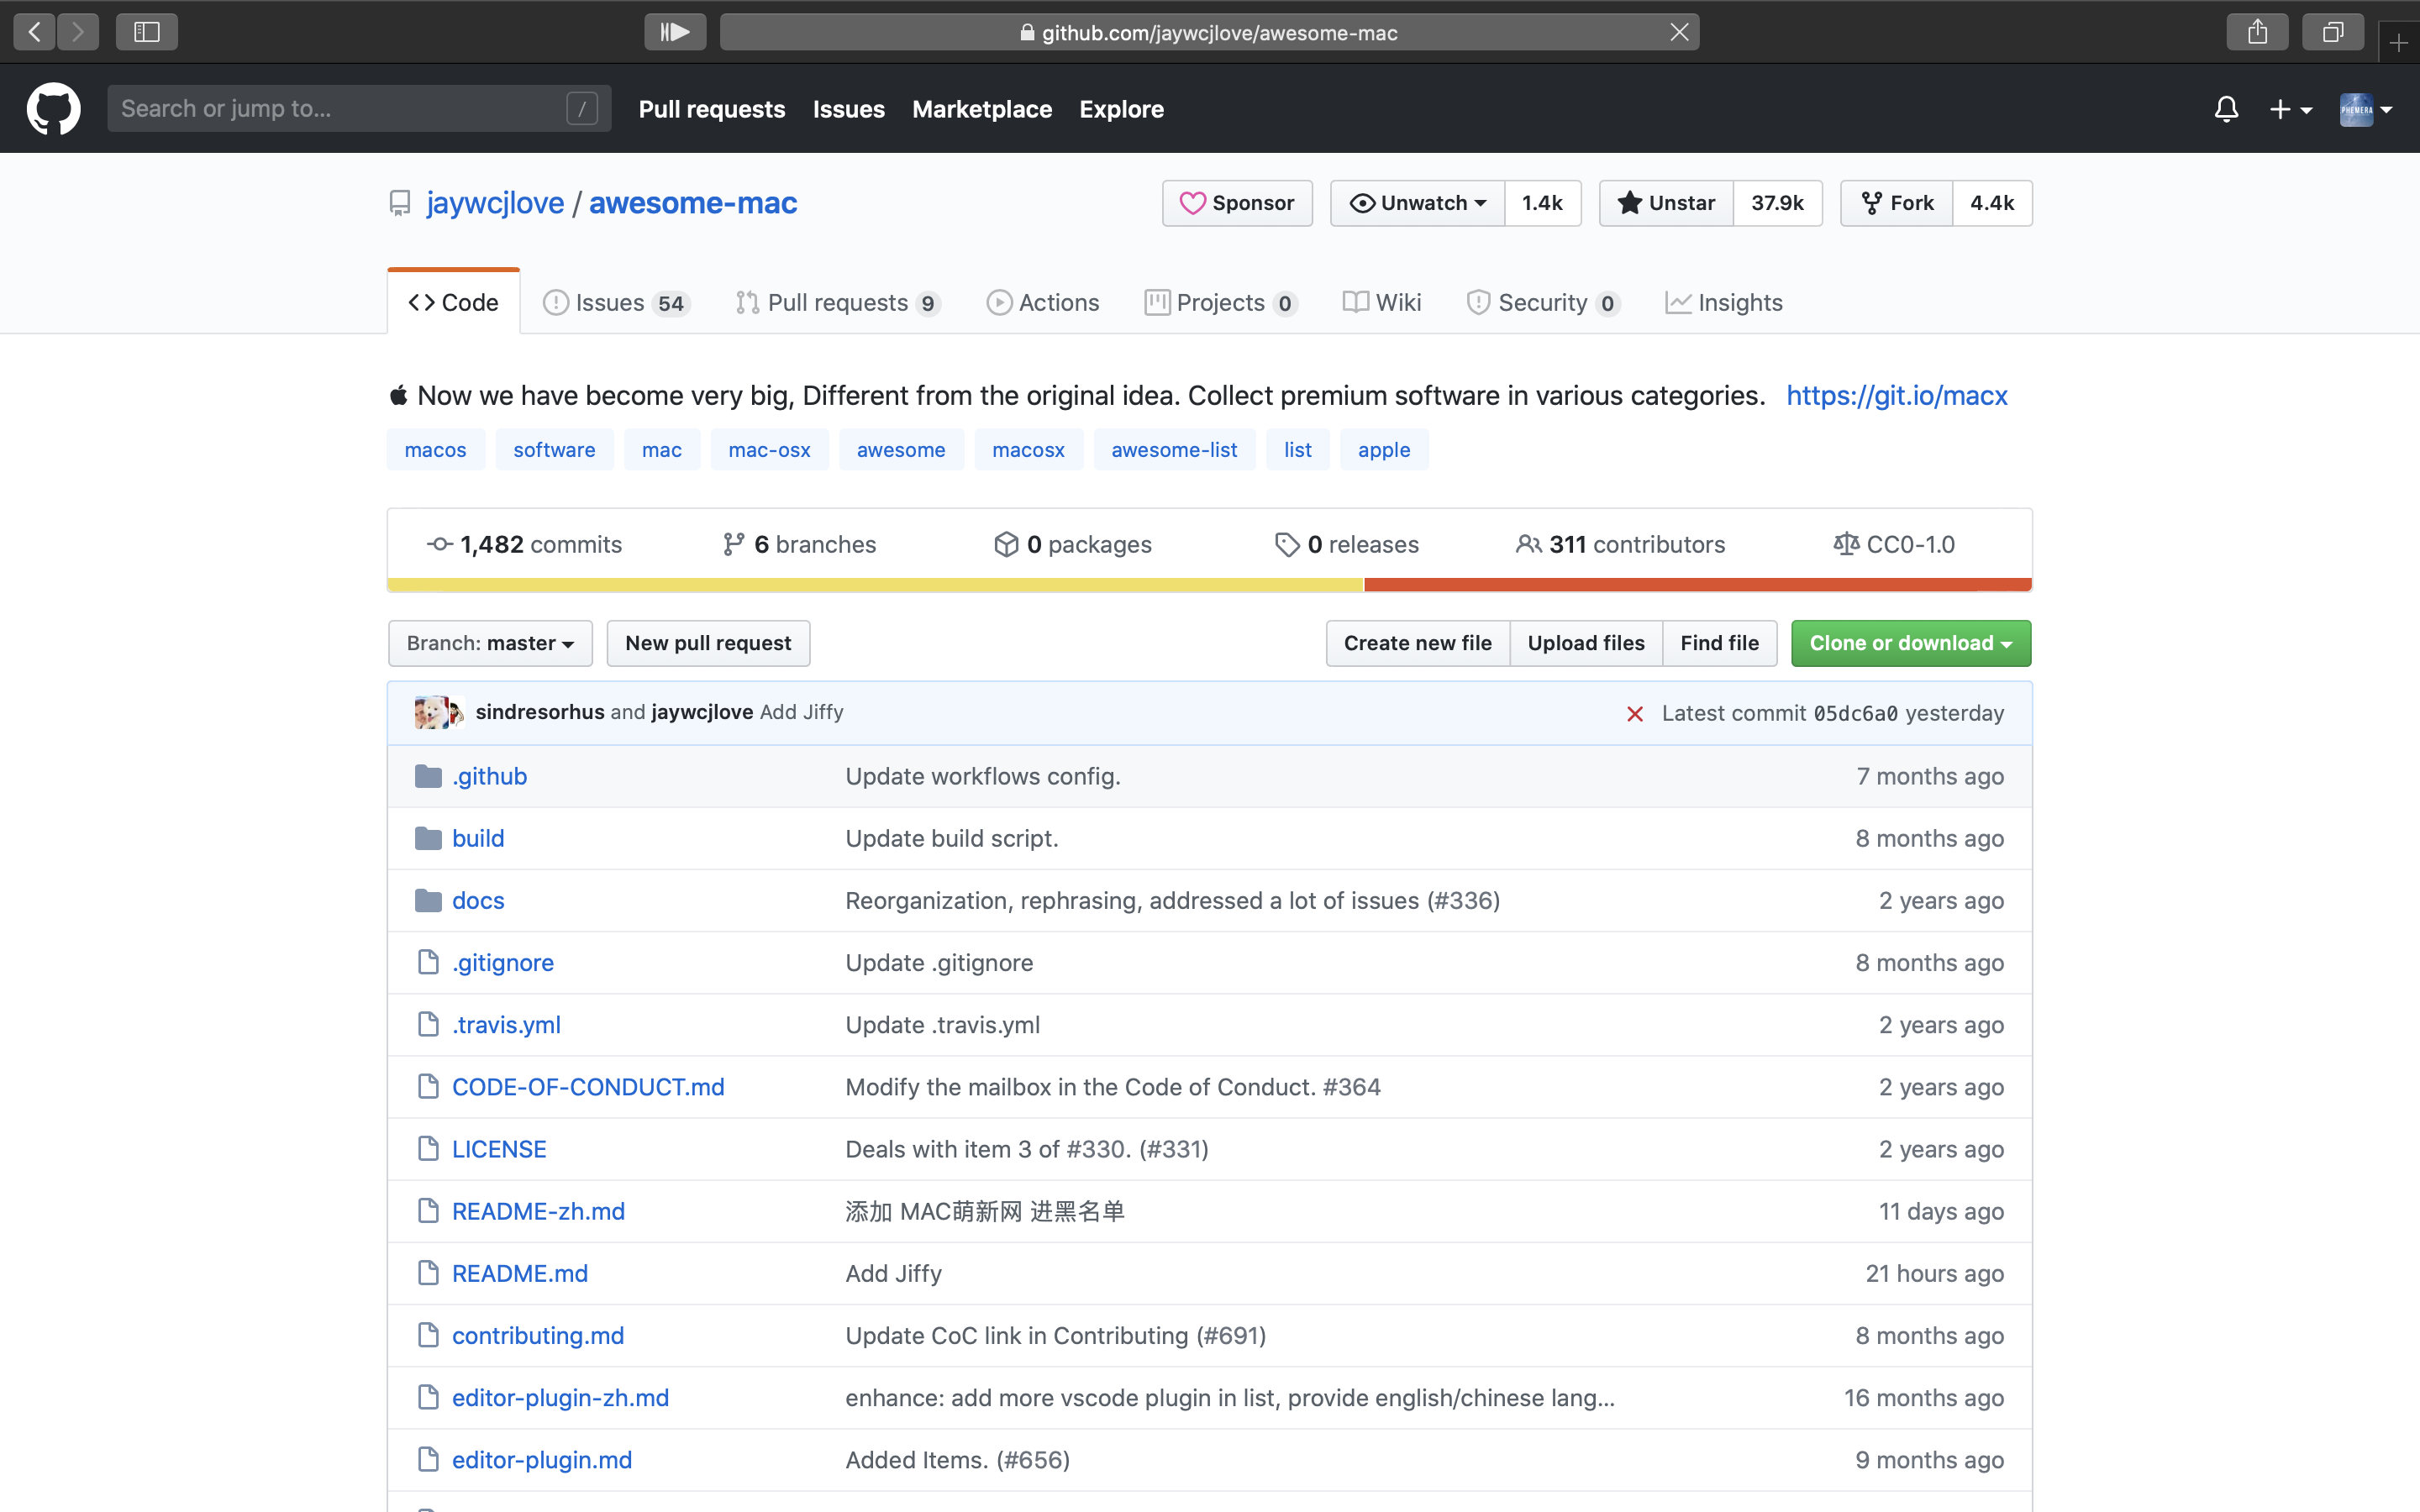 github.com/jaywcjlove/awesome-mac
Search or jump to... /
Pull requests Issues Marketplace Explore
PHEMERA
jaywcjlove / awesome-mac
Sponsor Unwatch 1.4k Unstar 37.9k Fork 4.4k
Code Issues 54 Pull requests 9 Actions Projects 0 Wiki Security 0 Insights
Now we have become very big, Different from the original idea. Collect premium software in various categories. https://git.io/macx
macos software mac mac-osx awesome macosx awesome-list list apple
1,482 commits 6 branches 0 packages 0 releases 311 contributors CC0-1.0
Branch: master New pull request Create new file Upload files Find file Clone or download
sindresorhus and jaywcjlove Add Jiffy Latest commit 05dc6a0 yesterday
.github Update workflows config. 7 months ago
build Update build script. 8 months ago
docs Reorganization, rephrasing, addressed a lot of issues (#336) 2 years ago
.gitignore Update .gitignore 8 months ago
.travis.yml Update .travis.yml 2 years ago
CODE-OF-CONDUCT.md Modify the mailbox in the Code of Conduct. #364 2 years ago
LICENSE Deals with item 3 of #330. (#331) 2 years ago
README-zh.md 添加 MAC萌新网 进黑名单 11 days ago
README.md Add Jiffy 21 hours ago
contributing.md Update CoC link in Contributing (#691) 8 months ago
editor-plugin-zh.md enhance: add more vscode plugin in list, provide english/chinese lang... 16 months ago
editor-plugin.md Added Items. (#656) 9 months ago